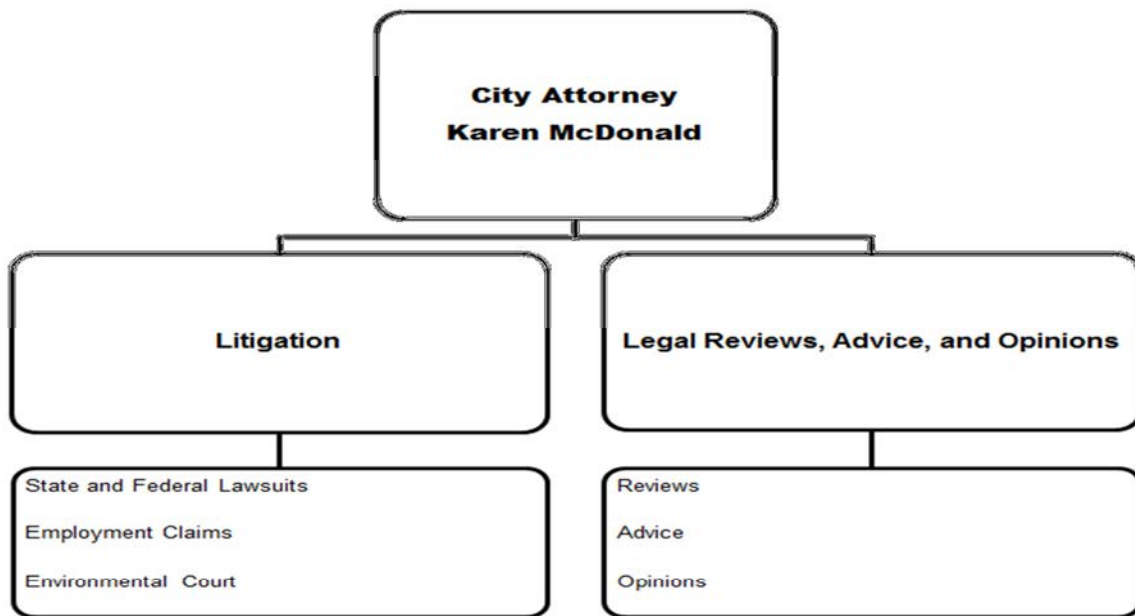 City Attorney
Karen McDonald
Litigation
Legal Reviews, Advice, and Opinions
State and Federal Lawsuits
Employment Claims
Environmental Court
Reviews
Advice
Opinions